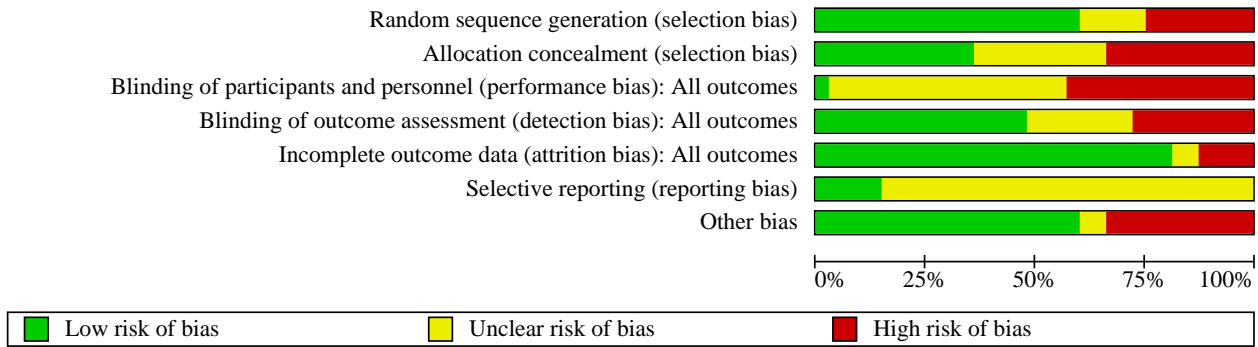 Random sequence generation (selection bias)
Allocation concealment (selection bias)
Blinding of participants and personnel (performance bias): All outcomes
Blinding of outcome assessment (detection bias): All outcomes
Incomplete outcome data (attrition bias): All outcomes
Selective reporting (reporting bias)
Other bias
0% 25% 50% 75% 100%
Low risk of bias Unclear risk of bias High risk of bias